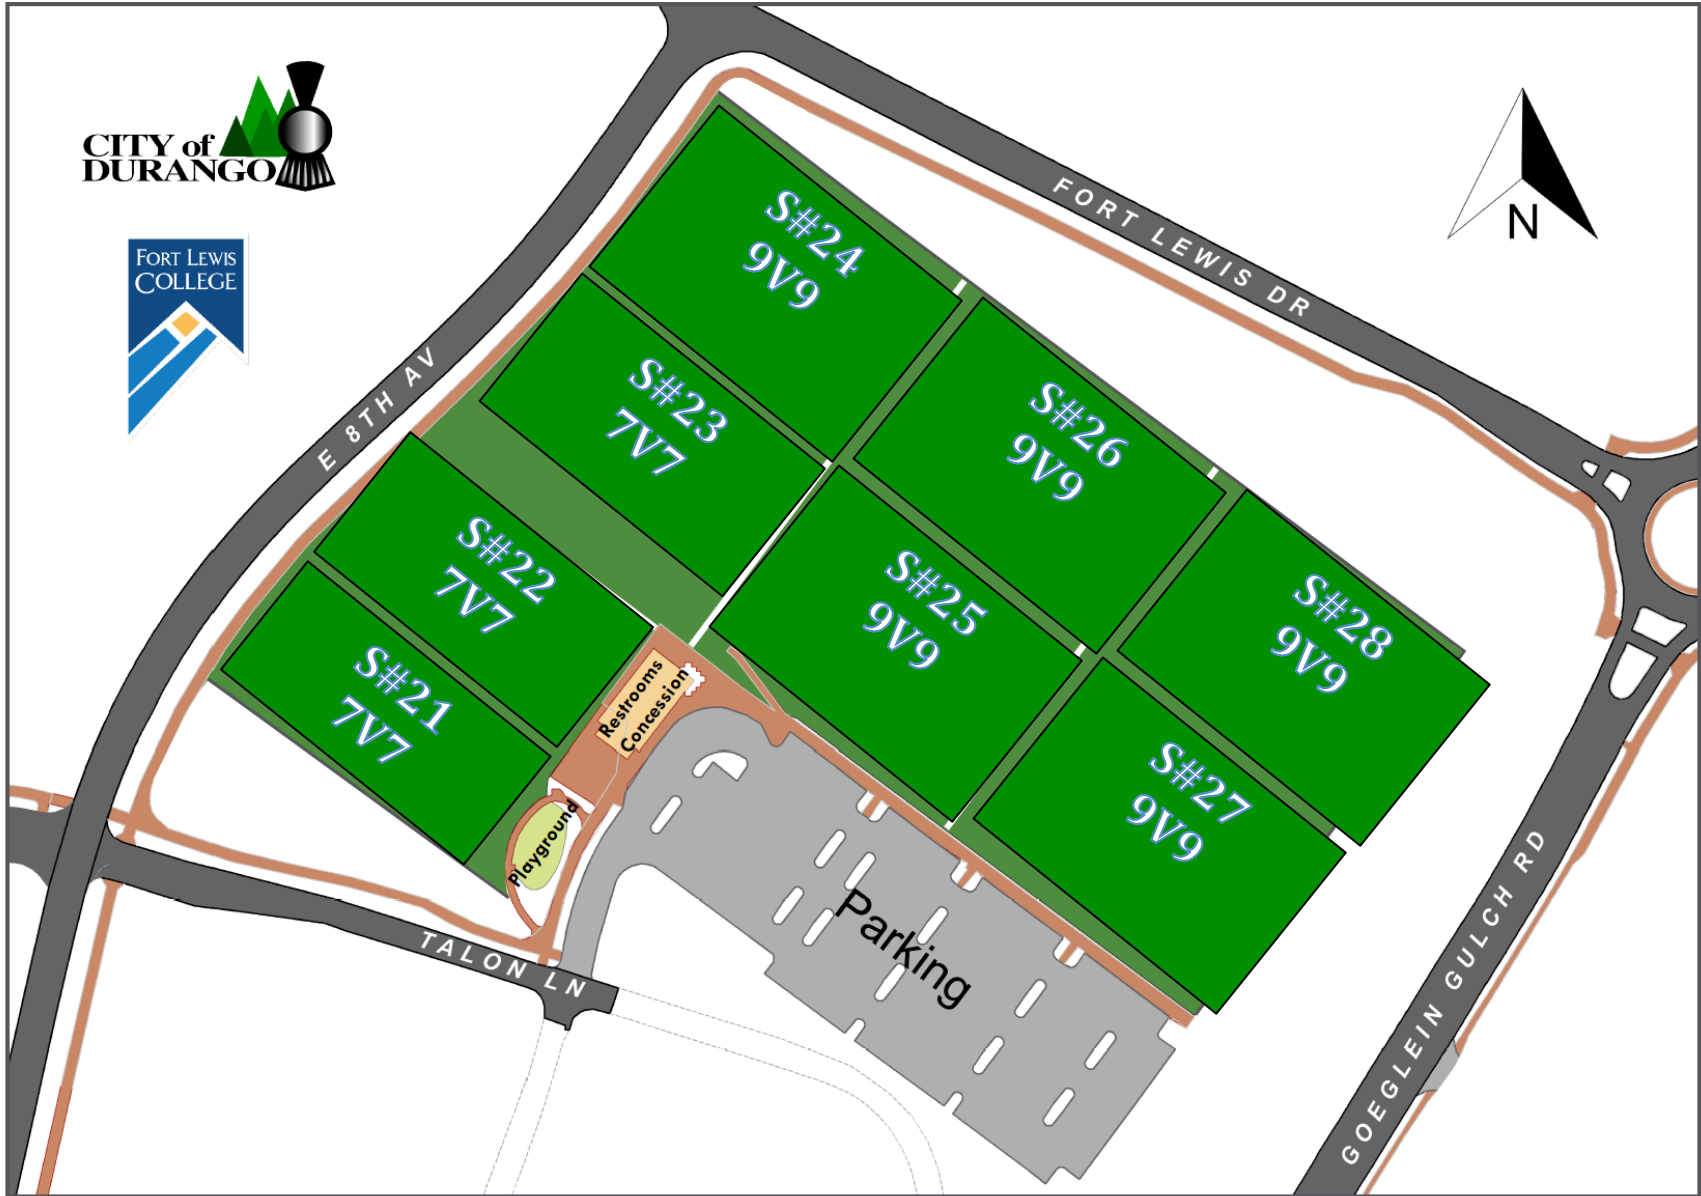 CITY of
DURANGO
FORT LEWIS
COLLEGE
N
FORT LEWIS DR
E 8TH AV
S#24
9V9
S#23
7V7
S#26
9V9
S#22
7V7
S#25
9V9
S#28
9V9
S#21
7V7
S#27
9V9
Restrooms
Concession
Playground
Parking
TALON LN
GOEGLEIN GULCH RD